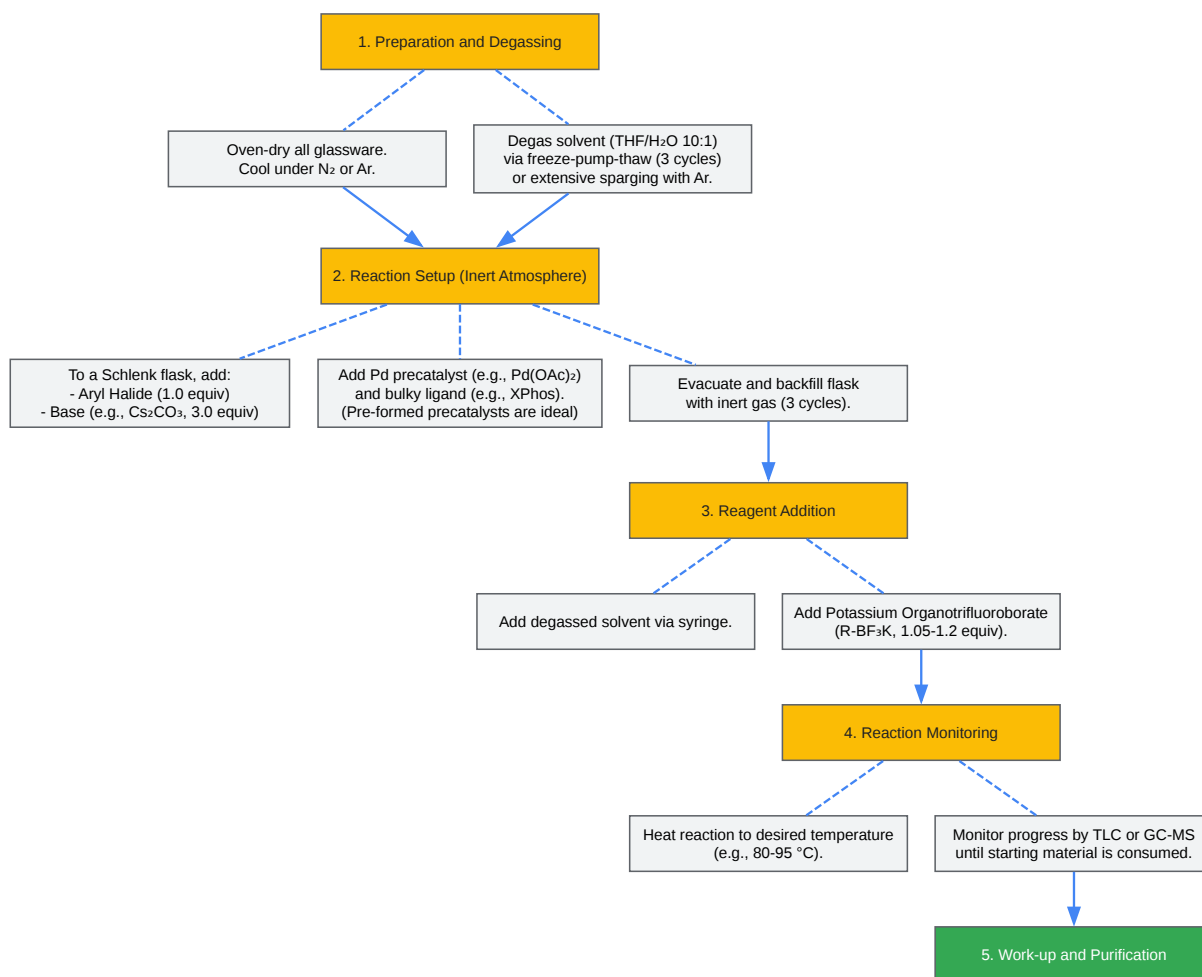 1. Preparation and Degassing
Oven-dry all glassware.
Cool under N₂ or Ar.
Degas solvent (THF/H₂O 10:1)
via freeze-pump-thaw (3 cycles)
or extensive sparging with Ar.
2. Reaction Setup (Inert Atmosphere)
To a Schlenk flask, add:
- Aryl Halide (1.0 equiv)
- Base (e.g., Cs₂CO₃, 3.0 equiv)
Add Pd precatalyst (e.g., Pd(OAc)₂)
and bulky ligand (e.g., XPhos).
(Pre-formed precatalysts are ideal)
Evacuate and backfill flask
with inert gas (3 cycles).
3. Reagent Addition
Add degassed solvent via syringe.
Add Potassium Organotrifluoroborate
(R-BF₃K, 1.05-1.2 equiv).
4. Reaction Monitoring
Heat reaction to desired temperature
(e.g., 80-95 °C).
Monitor progress by TLC or GC-MS
until starting material is consumed.
5. Work-up and Purification